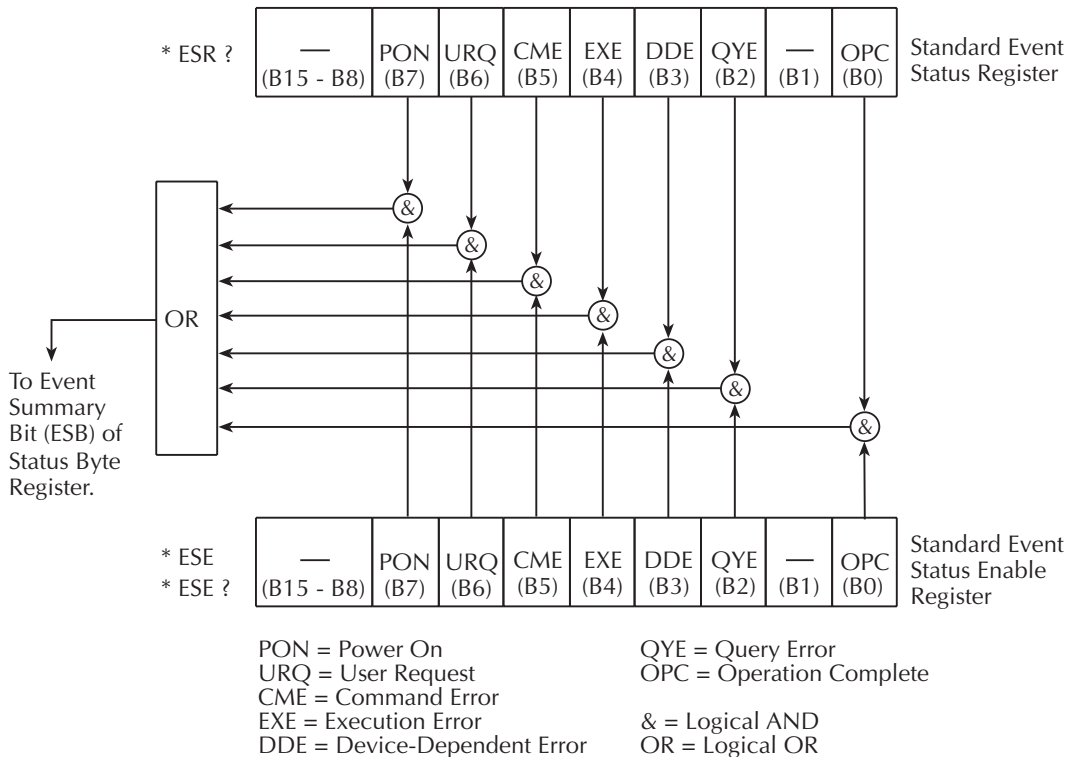 * ESR ?
— PON URQ CME EXE DDE QYE — OPC
(B15 - B8) (B7) (B6) (B5) (B4) (B3) (B2) (B1) (B0)
Standard Event
Status Register
&
&
&
&
&
&
&
OR
To Event
Summary
Bit (ESB) of
Status Byte
Register.
* ESE
* ESE ?
— PON URQ CME EXE DDE QYE — OPC
(B15 - B8) (B7) (B6) (B5) (B4) (B3) (B2) (B1) (B0)
Standard Event
Status Enable
Register
PON = Power On
URQ = User Request
CME = Command Error
EXE = Execution Error
DDE = Device-Dependent Error
QYE = Query Error
OPC = Operation Complete
& = Logical AND
OR = Logical OR